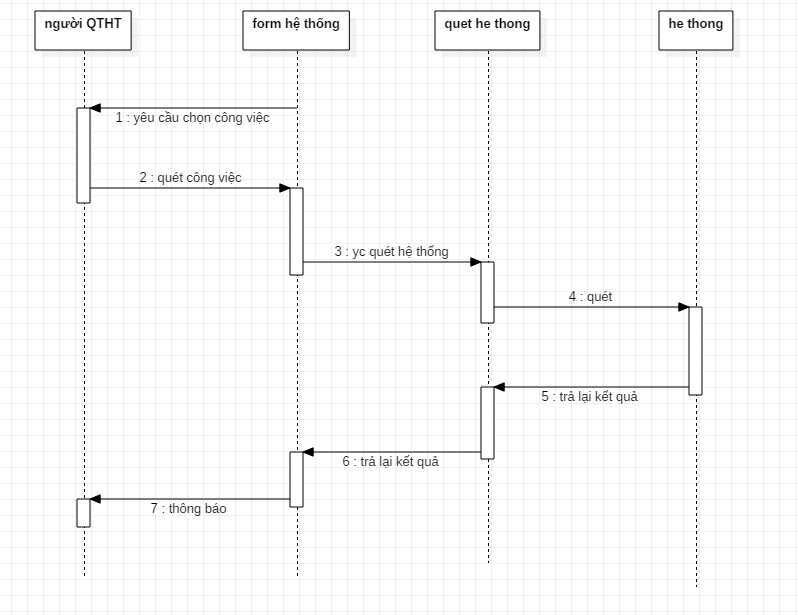 người QTHT
form hệ thống
quet he thong
he thong
1 : yêu cầu chọn công việc
2 : quét công việc
3 : yc quét hệ thống
4 : quét
5 : trả lại kết quả
6 : trả lại kết quả
7 : thông báo